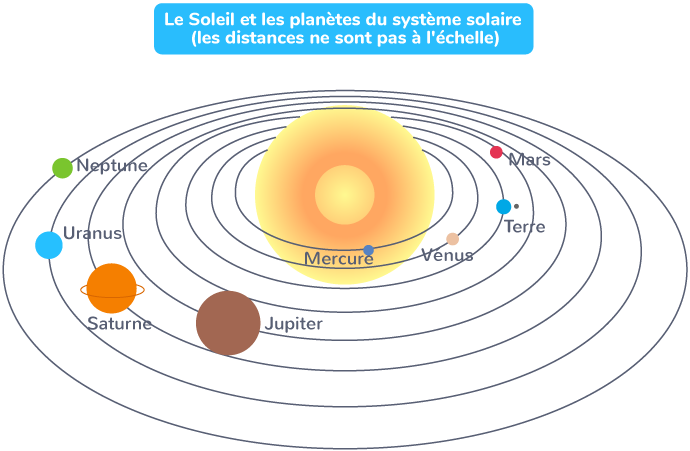 Le Soleil et les planètes du système solaire
(les distances ne sont pas à l'échelle)
Neptune
Mars
Uranus
Terre
Mercure
Vénus
Saturne
Jupiter